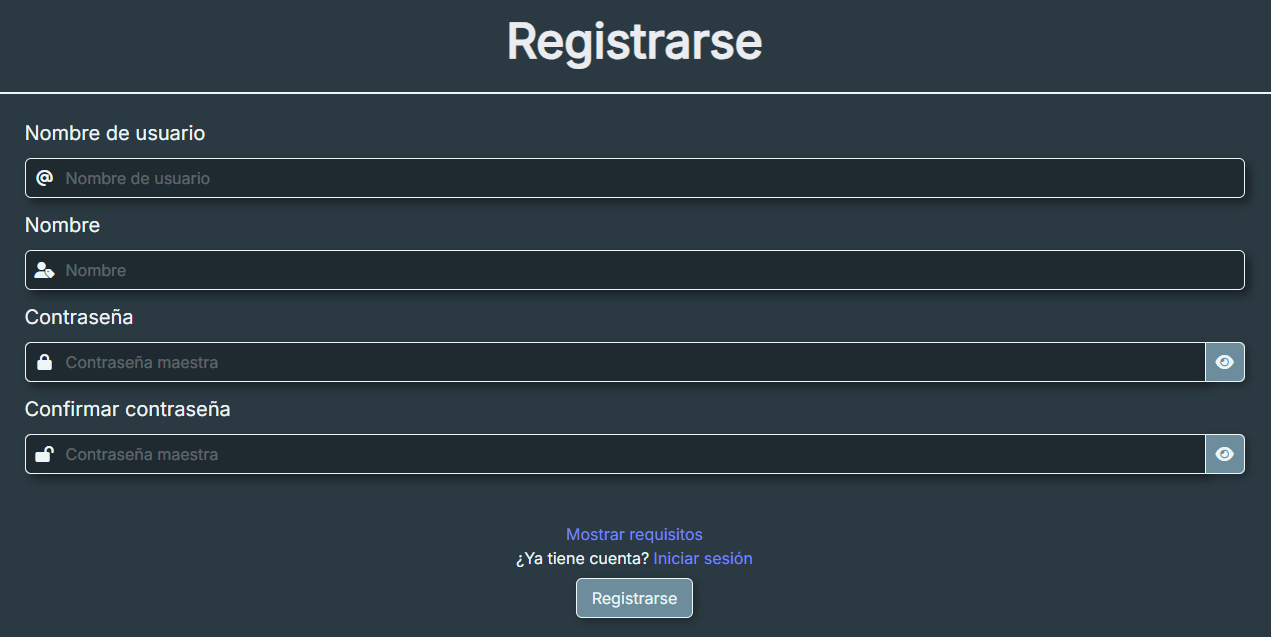 Registrarse
Nombre de usuario
Nombre de usuario
Nombre
Nombre
Contraseña
Contraseña maestra
Confirmar contraseña
Contraseña maestra
Mostrar requisitos
¿Ya tiene cuenta? Iniciar sesión
Registrarse